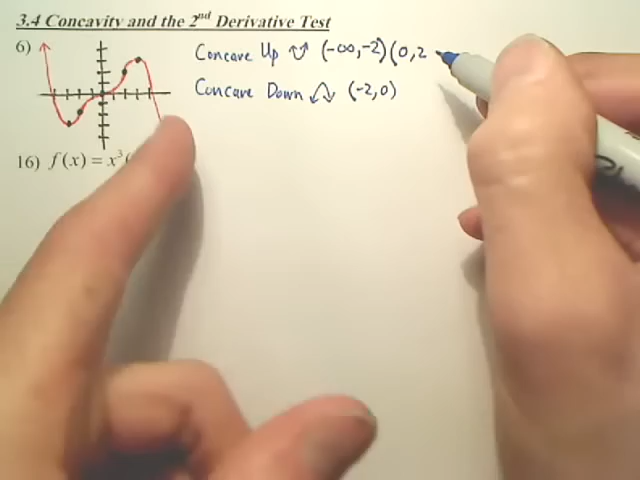 3.4 Concavity and the 2nd Derivative Test
6) Concave Up (-∞,-2)(0,2
Concave Down (-2,0)
16) f(x) = x³(